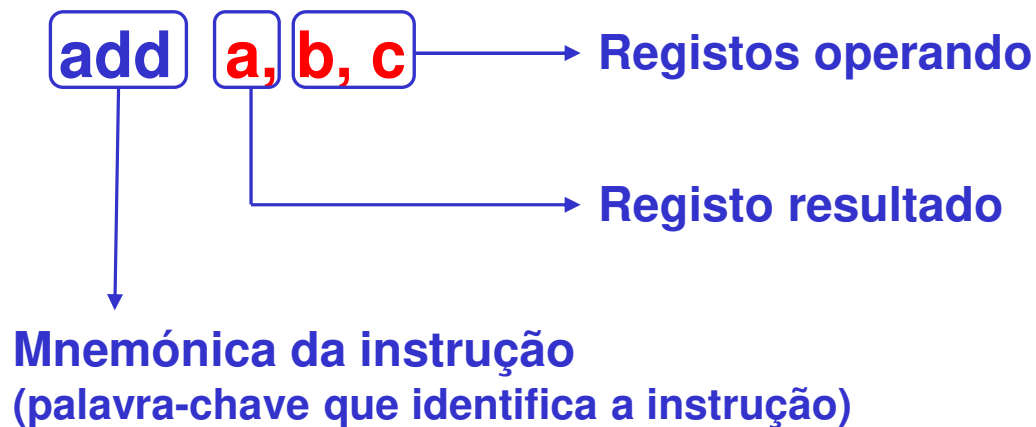 add a, b, c Registos operando
Registo resultado
Mnemónica da instrução
(palavra-chave que identifica a instrução)